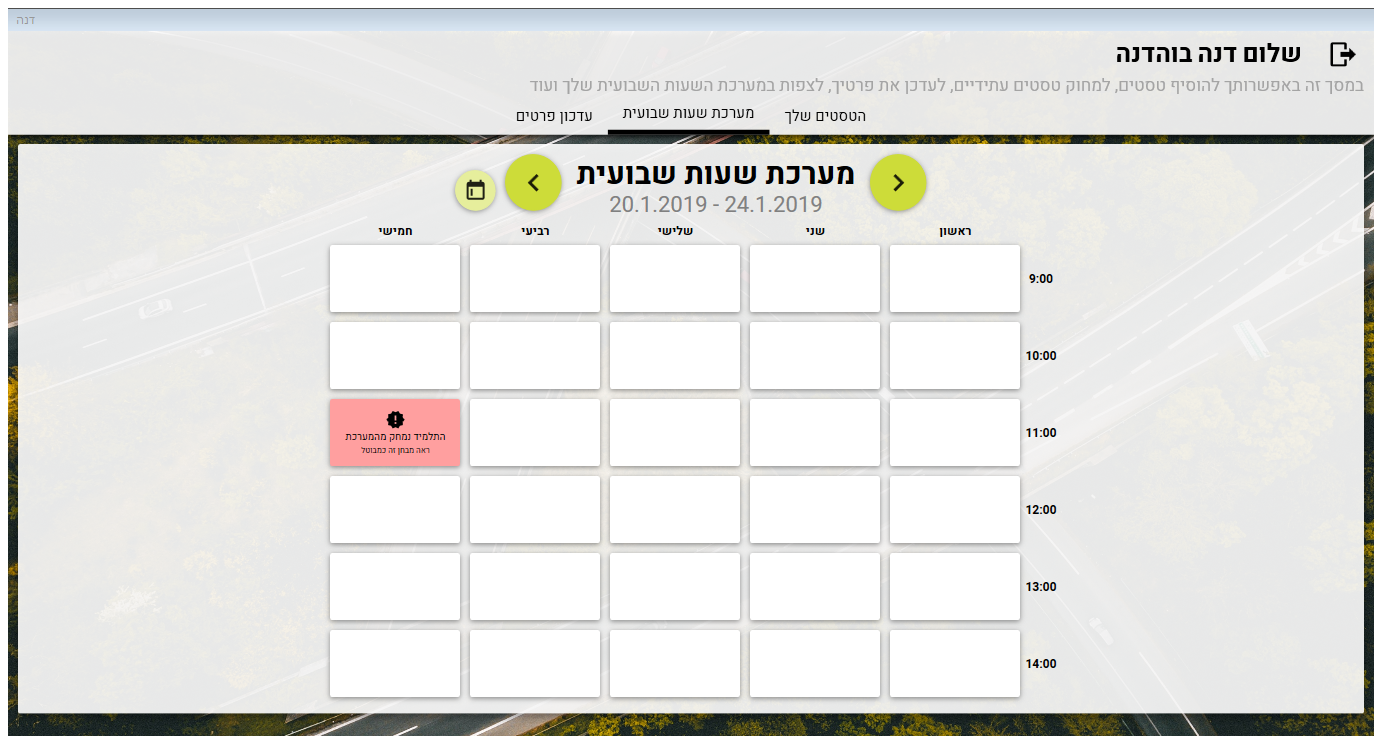 דנה
שלום דנה בוהדנה
במסך זה באפשרותך להוסיף טסטים, למחוק טסטים עתידיים, לעדכן את פרטיך, לצפות במערכת השעות השבועית שלך ועוד
הטסטים שלך
מערכת שעות שבועית
עדכון פרטים
מערכת שעות שבועית
20.1.2019 - 24.1.2019
ראשון שני שלישי רביעי חמישי
9:00
10:00
11:00
התלמיד נמחק מהמערכת
ראה מבחן זה כמבוטל
12:00
13:00
14:00